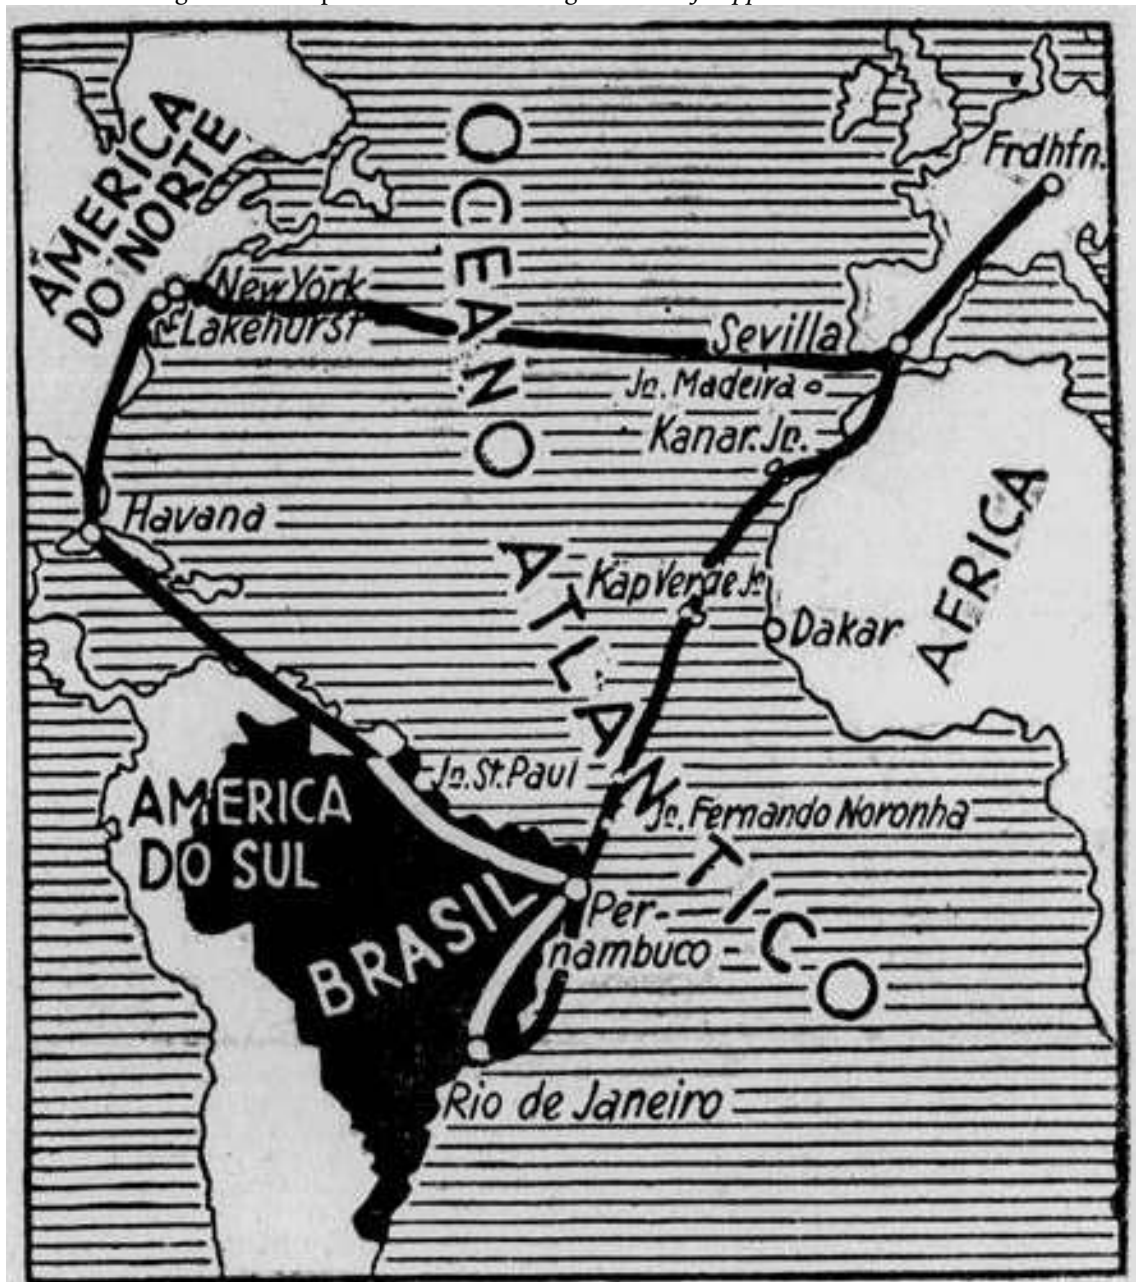 AMERICA
DO NORTE
OCEANO
ATLANTICO
Frdhfn.
New York
Lakehurst
Sevilla
Jn. Madeira
Kanar. Jn.
Havana
Kap Verde Jn
Dakar
AFRICA
Jn. St. Paul
AMERICA
DO SUL
Jn. Fernando Noronha
BRASIL
Per-
nambuco
Rio de Janeiro